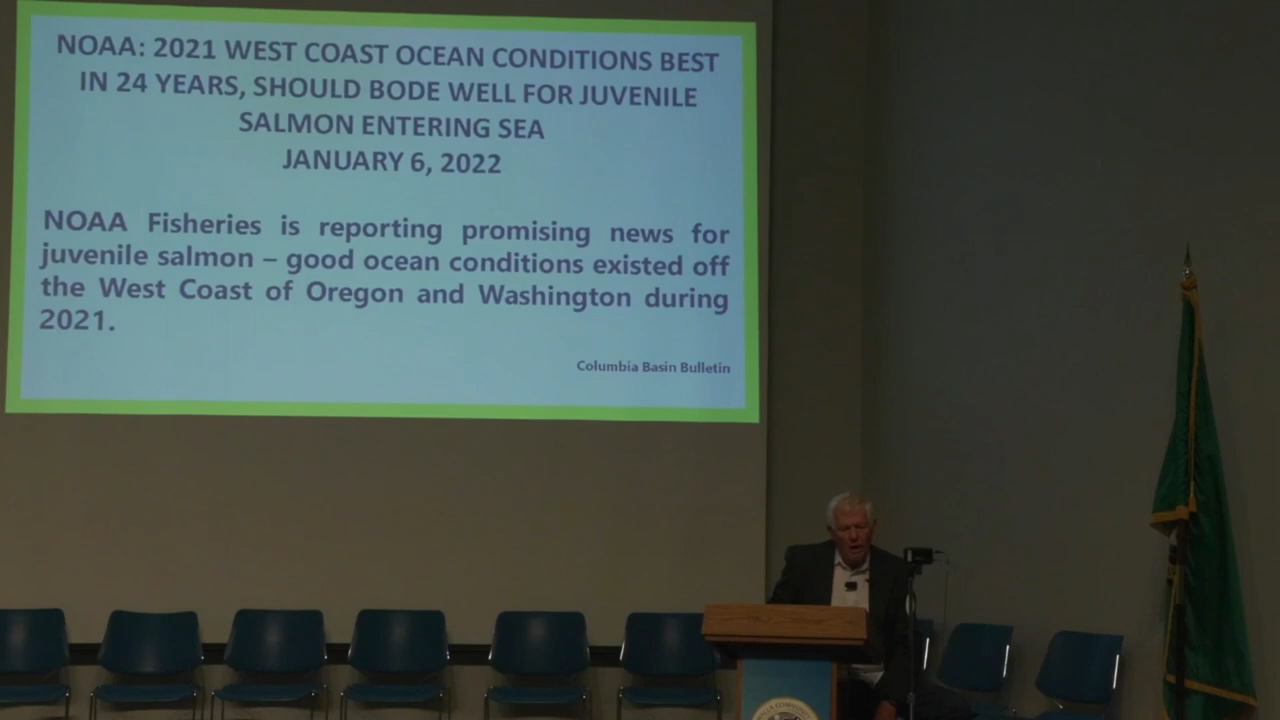 NOAA: 2021 WEST COAST OCEAN CONDITIONS BEST
IN 24 YEARS, SHOULD BODE WELL FOR JUVENILE
SALMON ENTERING SEA
JANUARY 6, 2022
NOAA Fisheries is reporting promising news for
juvenile salmon – good ocean conditions existed off
the West Coast of Oregon and Washington during
2021.
Columbia Basin Bulletin